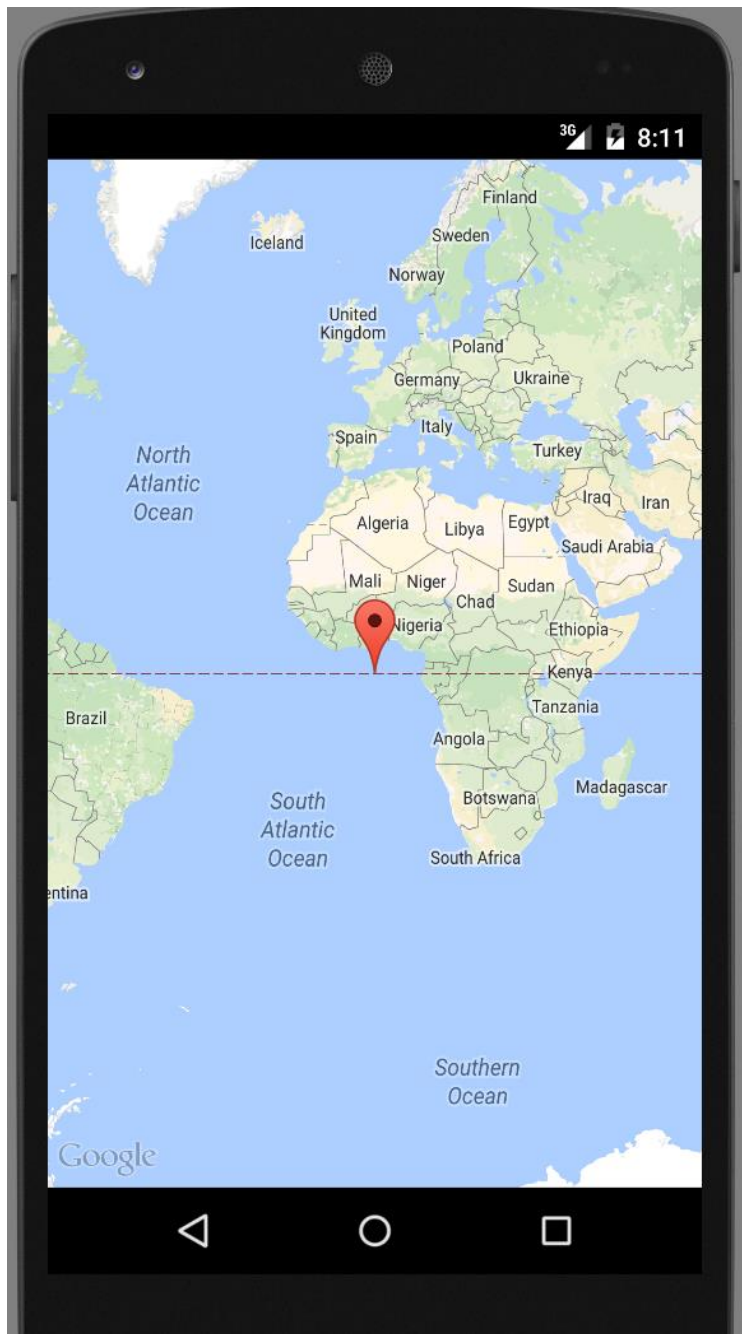 3G 8:11
Finland
Sweden
Iceland
Norway
United
Kingdom
Poland
Germany
Ukraine
Italy
Spain
Turkey
North
Atlantic
Ocean
Iraq
Iran
Algeria
Libya
Egypt
Saudi Arabia
Mali
Niger
Sudan
Chad
Nigeria
Ethiopia
Kenya
Tanzania
Brazil
Angola
Madagascar
Botswana
South
Atlantic
Ocean
South Africa
entina
Southern
Ocean
Google